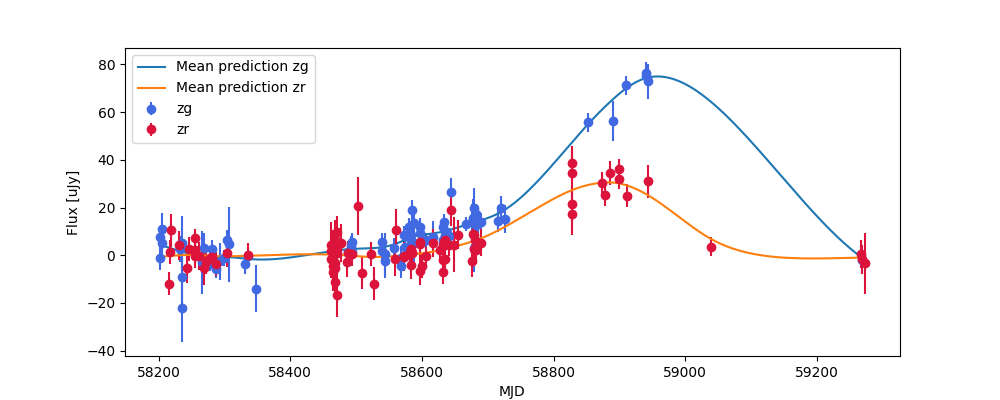 Mean prediction zg
Mean prediction zr
zg
zr
80
60
40
20
0
−20
−40
Flux [uJy]
58200
58400
58600
58800
59000
59200
MJD